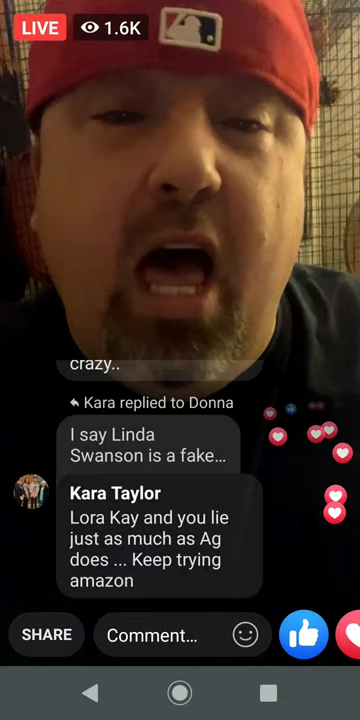 LIVE 1.6K
crazy..
Kara replied to Donna
I say Linda
Swanson is a fake...
Kara Taylor
Lora Kay and you lie
just as much as Ag
does ... Keep trying
amazon
SHARE
Comment...